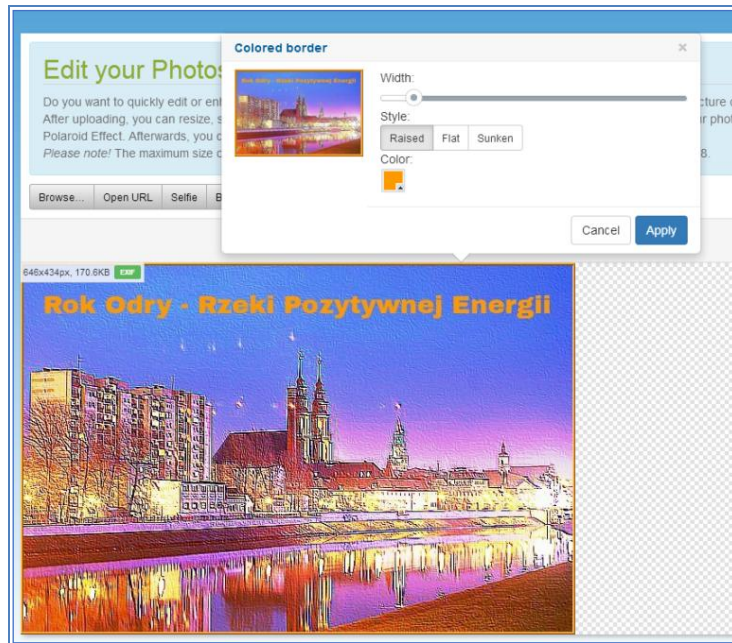 Colored border
×
Edit your Photos
Width:
Do you want to quickly edit or
cture
After uploading, you can resize,
Style:
r phot
Polaroid Effect. Afterwards, you
Raised Flat Sunken
Please note! The maximum size
8.
Color:
Browse... Open URL Selfie B
Cancel Apply
646x434px, 170.6KB EXIF
Rok Odry - Rzeki Pozytywnej Energii